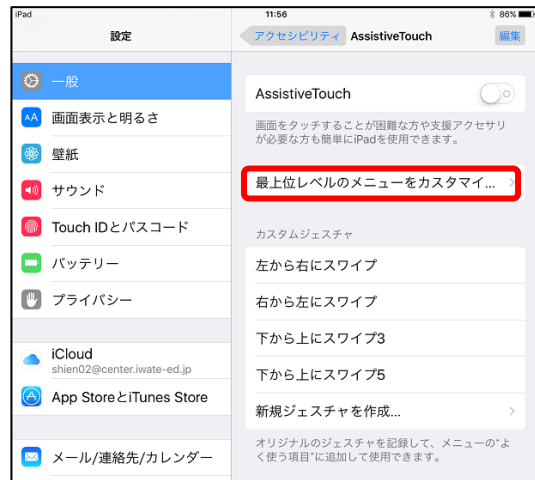 iPad
11:56
86%
設定
アクセシビリティ
AssistiveTouch
編集
一般
画面表示と明るさ
壁紙
サウンド
Touch IDとパスコード
バッテリー
プライバシー
iCloud
shien02@center.iwate-ed.jp
App StoreとiTunes Store
メール/連絡先/カレンダー
AssistiveTouch
画面をタッチすることが困難な方や支援アクセサリ
が必要な方も簡単にiPadを使用できます。
最上位レベルのメニューをカスタマイ...
カスタムジェスチャ
左から右にスワイプ
右から左にスワイプ
下から上にスワイプ3
下から上にスワイプ5
新規ジェスチャを作成...
オリジナルのジェスチャを記録して、メニューの"よ
く使う項目"に追加して使用できます。